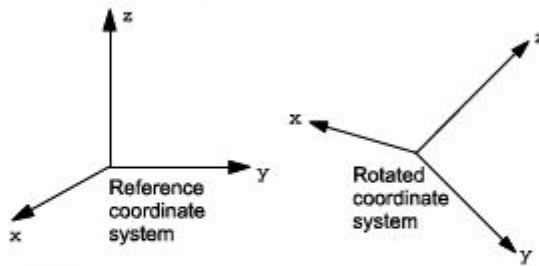 z
y
x
Reference
coordinate
system
z
x
y
Rotated
coordinate
system